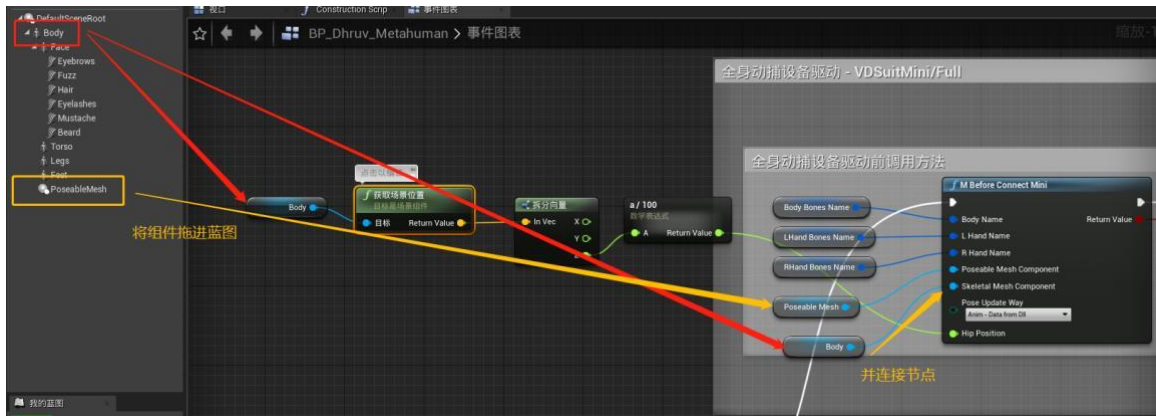 视口
Construction Scrip
事件图表
DefaultSceneRoot
Body
Face
Eyebrows
Fuzz
Hair
Eyelashes
Mustache
Beard
Torso
Legs
Feet
PoseableMesh
我的蓝图
BP_Dhruv_Metahuman > 事件图表
缩放-1
全身动捕设备驱动 - VDSuitMini/Full
将组件拖进蓝图
Body
获取场景位置
目标是场景组件
目标
Return Value
拆分向量
In Vec
X
Y
Z
a / 100
数学表达式
A
Return Value
全身动捕设备驱动前调用方法
Body Bones Name
LHand Bones Name
RHand Bones Name
Poseable Mesh
Body
M Before Connect Mini
Body Name
Return Value
L Hand Name
R Hand Name
Poseable Mesh Component
Skeletal Mesh Component
Pose Update Way
Anim - Data from Dll
Hip Position
并连接节点